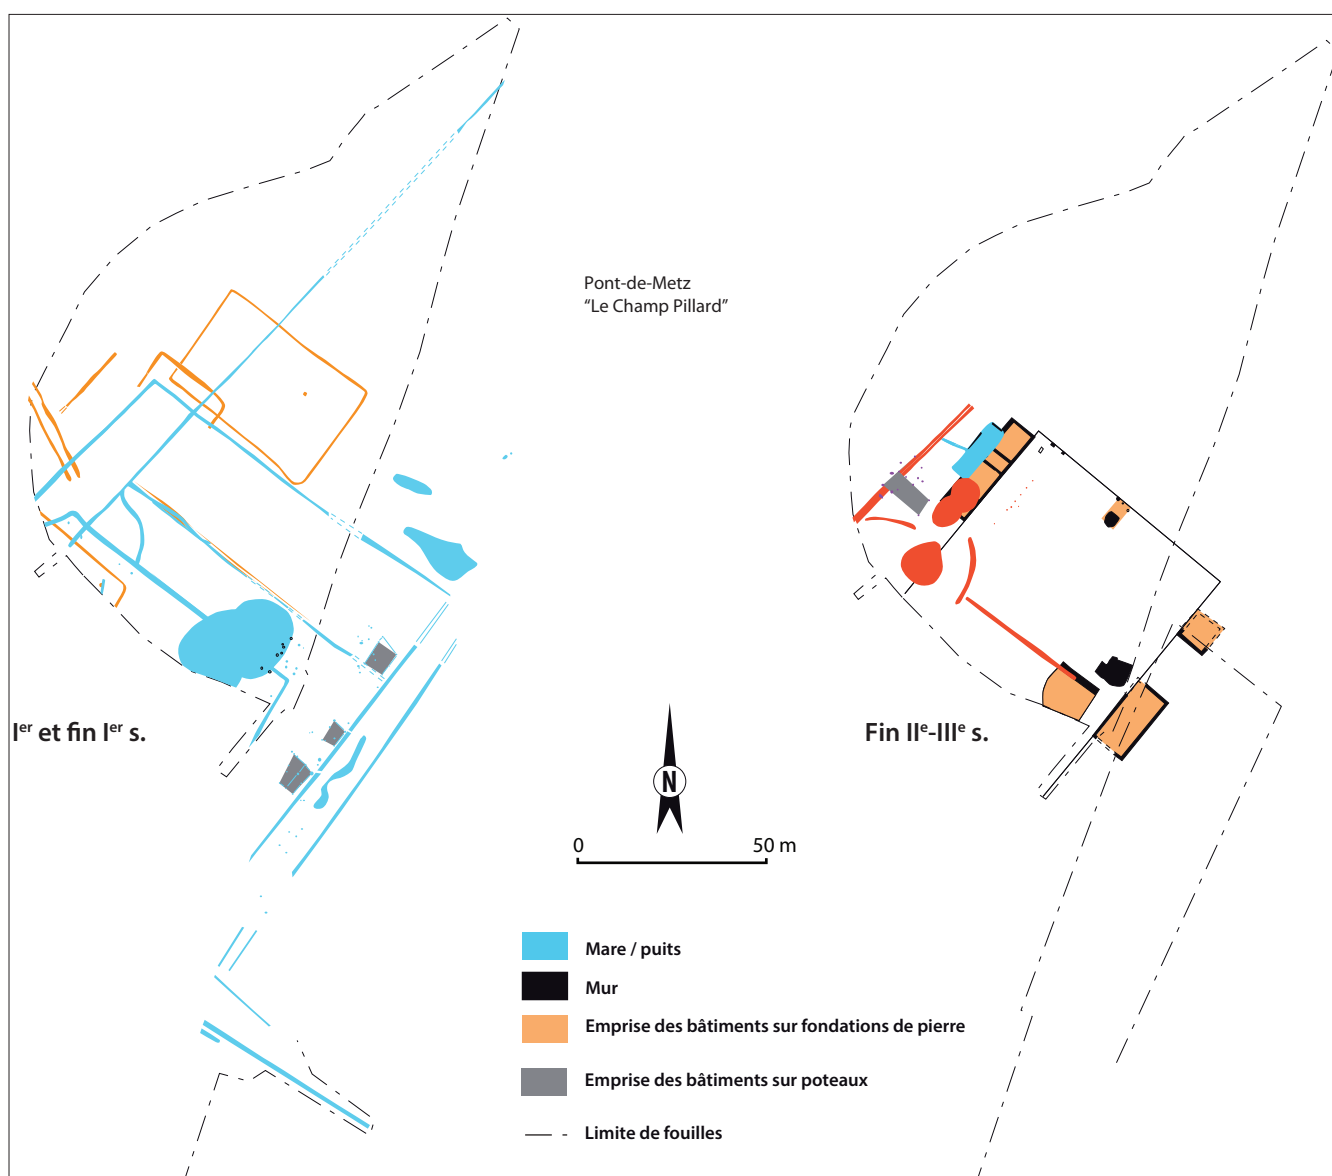 Pont-de-Metz
“Le Champ Pillard”
Iᵉʳ et fin Iᵉʳ s.
Fin IIᵉ-IIIᵉ s.
N
0 50 m
Mare / puits
Mur
Emprise des bâtiments sur fondations de pierre
Emprise des bâtiments sur poteaux
Limite de fouilles